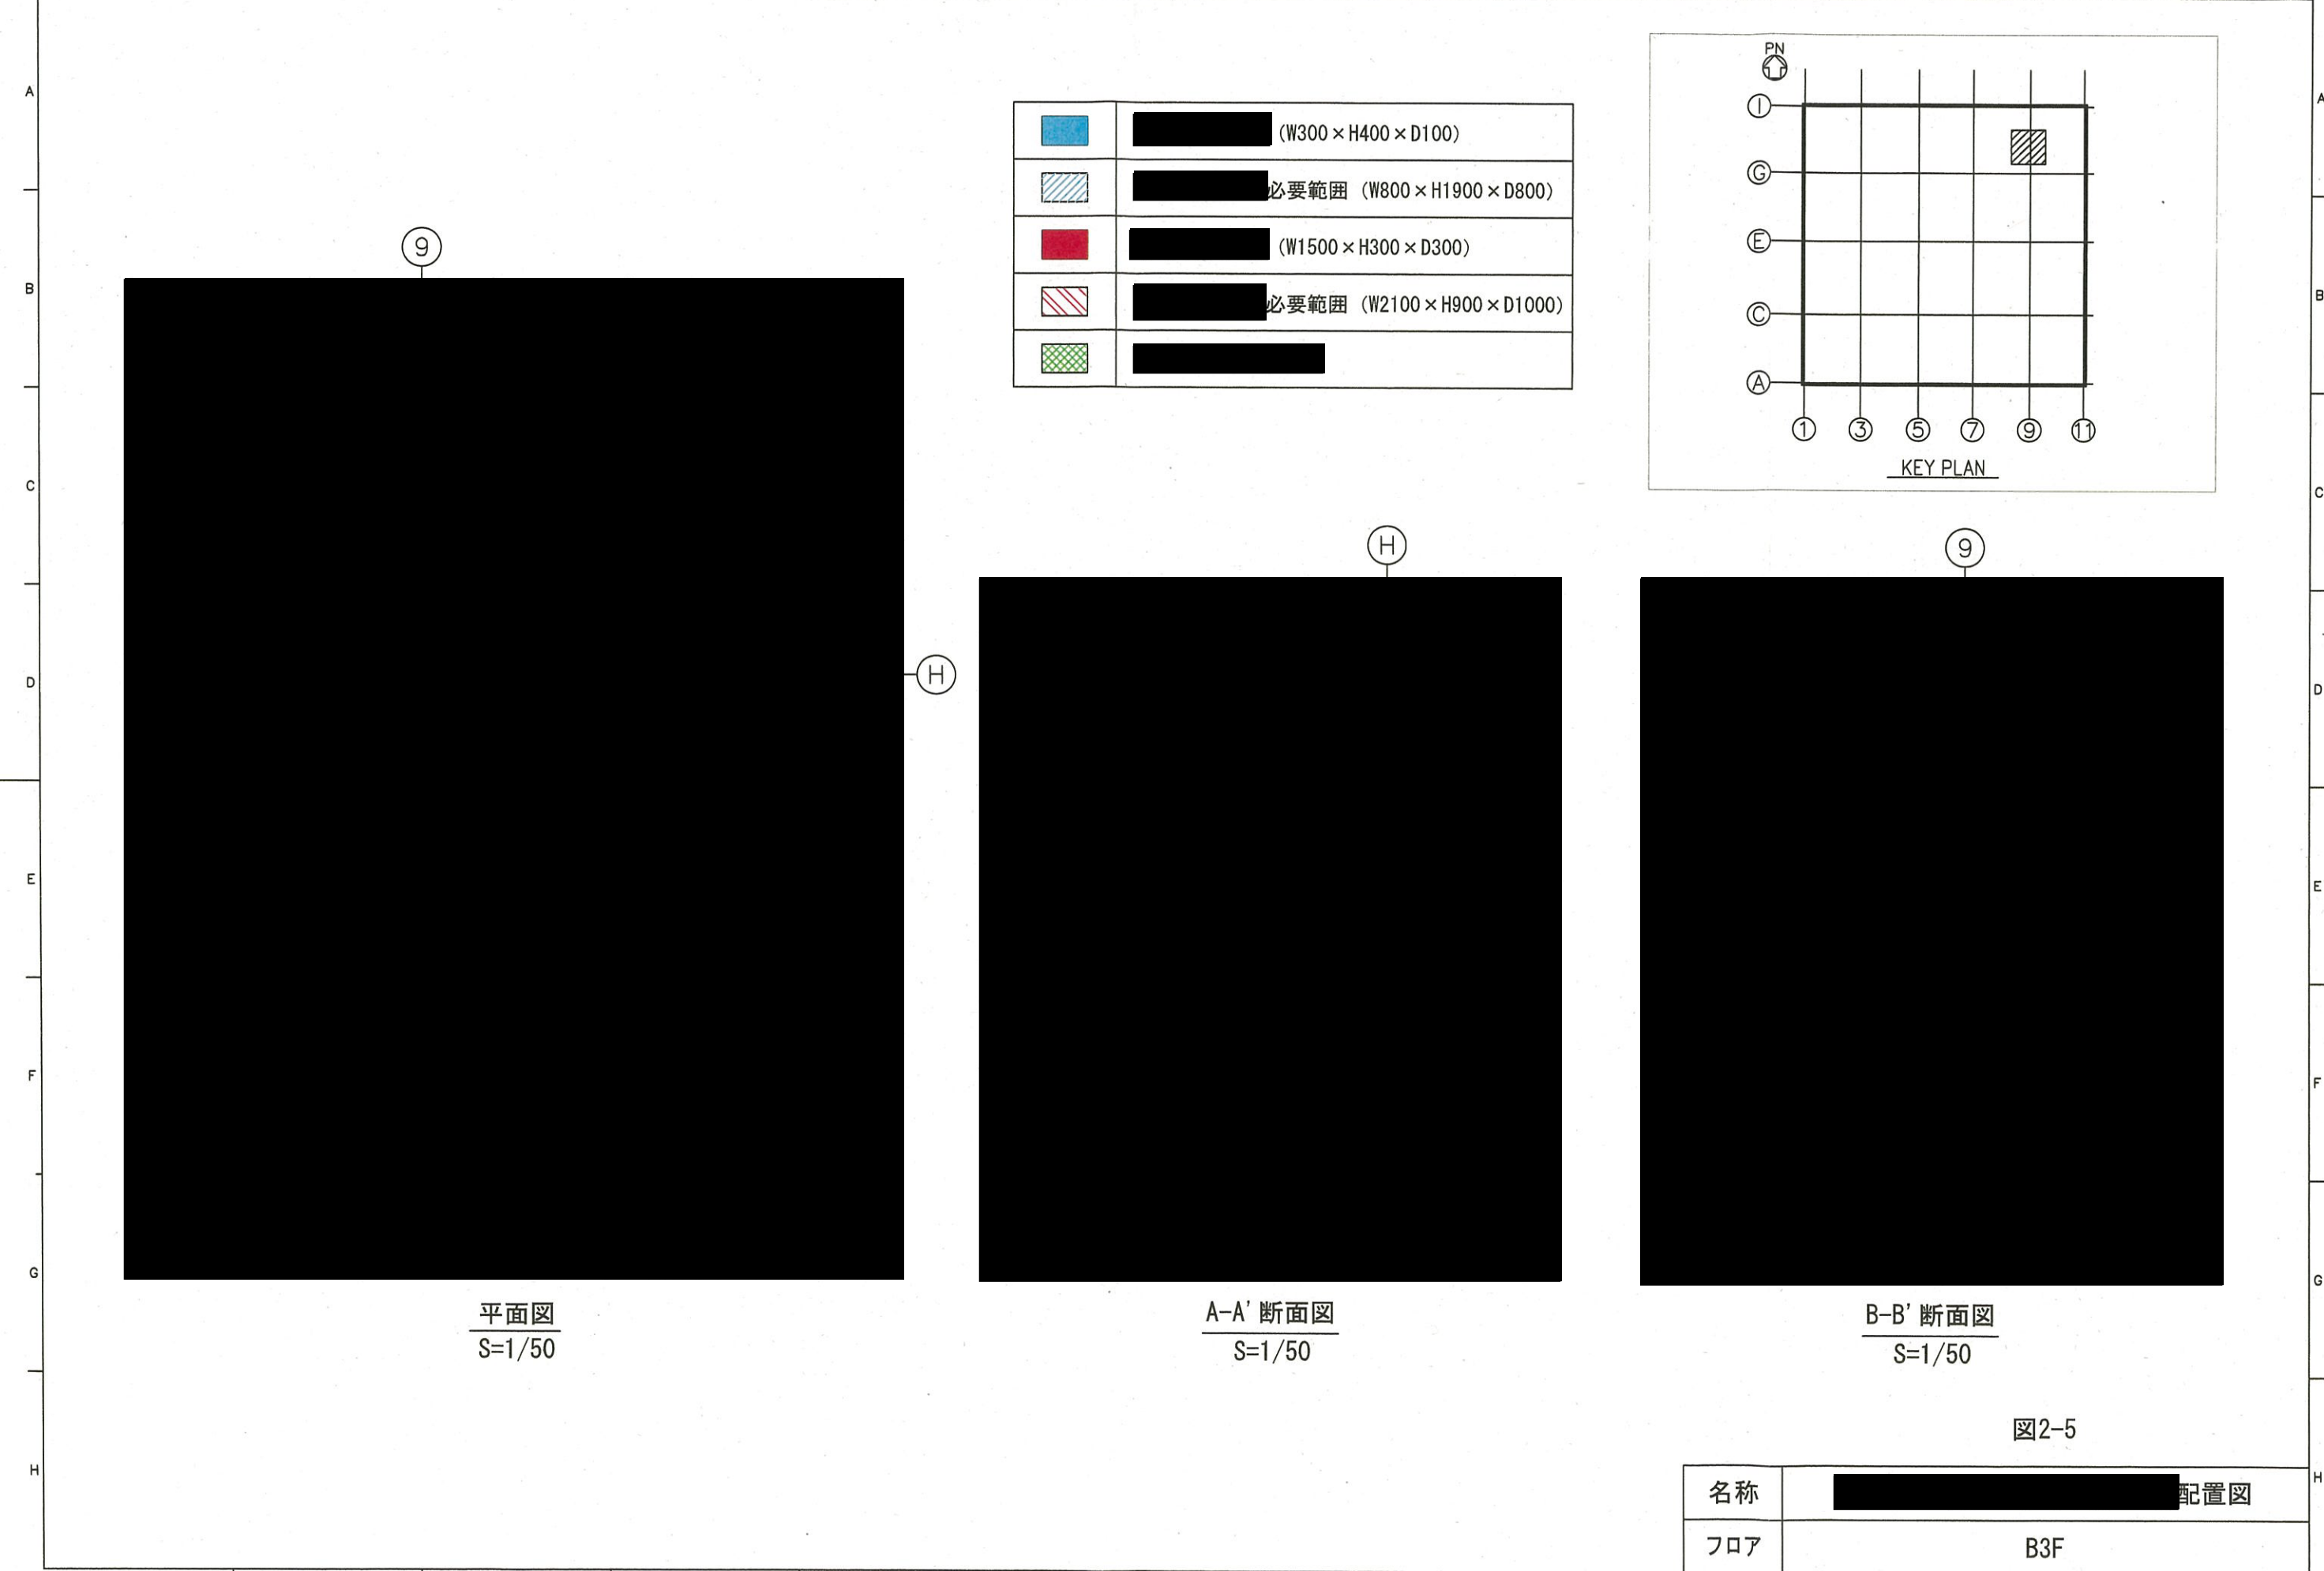 PN
I
G
E
C
A
1 3 5 7 9 11
KEY PLAN
(W300×H400×D100)
必要範囲 (W800×H1900×D800)
(W1500×H300×D300)
必要範囲 (W2100×H900×D1000)
9
H
H
9
平面図
S=1/50
A-A' 断面図
S=1/50
B-B' 断面図
S=1/50
図2-5
名称 配置図
フロア B3F
A
B
C
D
E
F
G
H
A
B
C
D
E
F
G
H